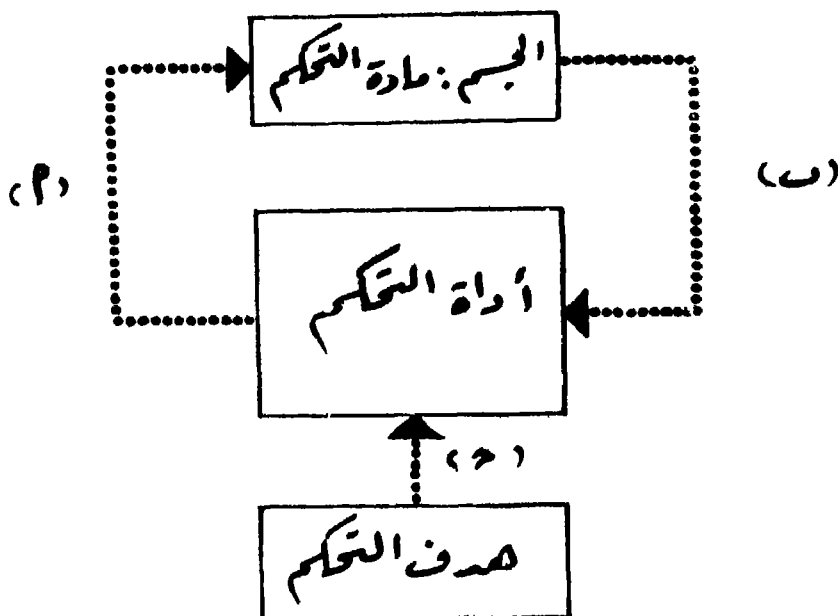 الجسم : مادة التحكم
(ب)
(أ)
أداة التحكم
(ح)
هدف التحكم